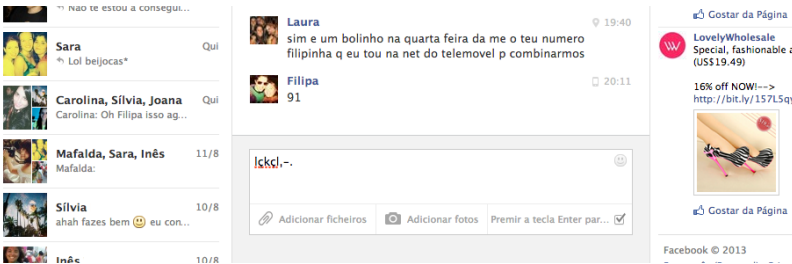 Não te estou a consegui...
Sara
Qui
Lol beijocas*
Carolina, Sílvia, Joana
Qui
Carolina: Oh Filipa isso ag...
Mafalda, Sara, Inês
11/8
Mafalda:
Sílvia
10/8
ahah fazes bem eu con...
Inês
10/8
Laura
19:40
sim e um bolinho na quarta feira da me o teu numero
filipinha q eu tou na net do telemovel p combinarmos
Filipa
20:11
91
lckcl,-.
Adicionar ficheiros
Adicionar fotos
Premir a tecla Enter par...
Gostar da Página
LovelyWholesale
Special, fashionable a
(US$19.49)
16% off NOW!-->
http://bit.ly/157L5qy
Gostar da Página
Facebook © 2013